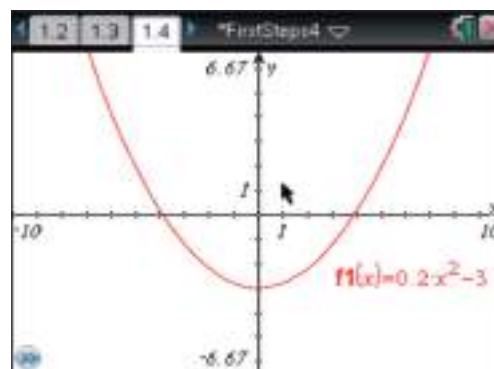 1.2 1.3 1.4 *FirstSteps4
6.67 y
1
x
-10 1 10
f1(x)=0.2·x²-3
-6.67